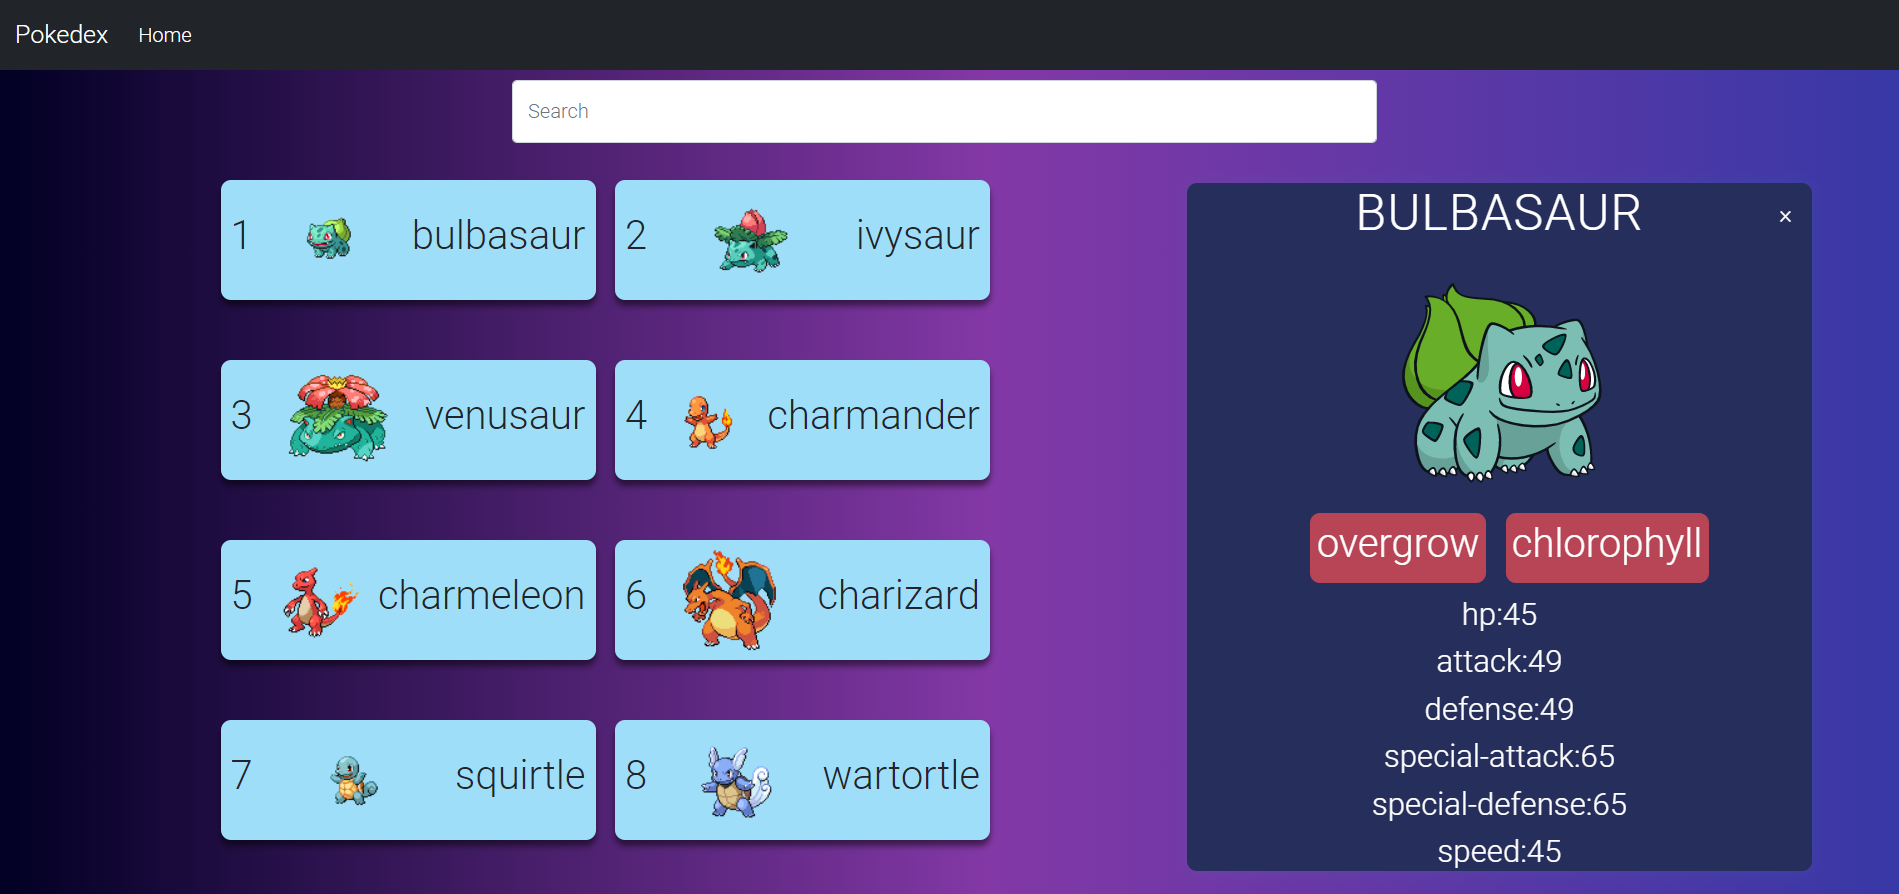 Pokedex Home
Search
1 bulbasaur
2 ivysaur
3 venusaur
4 charmander
5 charmeleon
6 charizard
7 squirtle
8 wartortle
BULBASAUR ×
overgrow chlorophyll
hp:45
attack:49
defense:49
special-attack:65
special-defense:65
speed:45